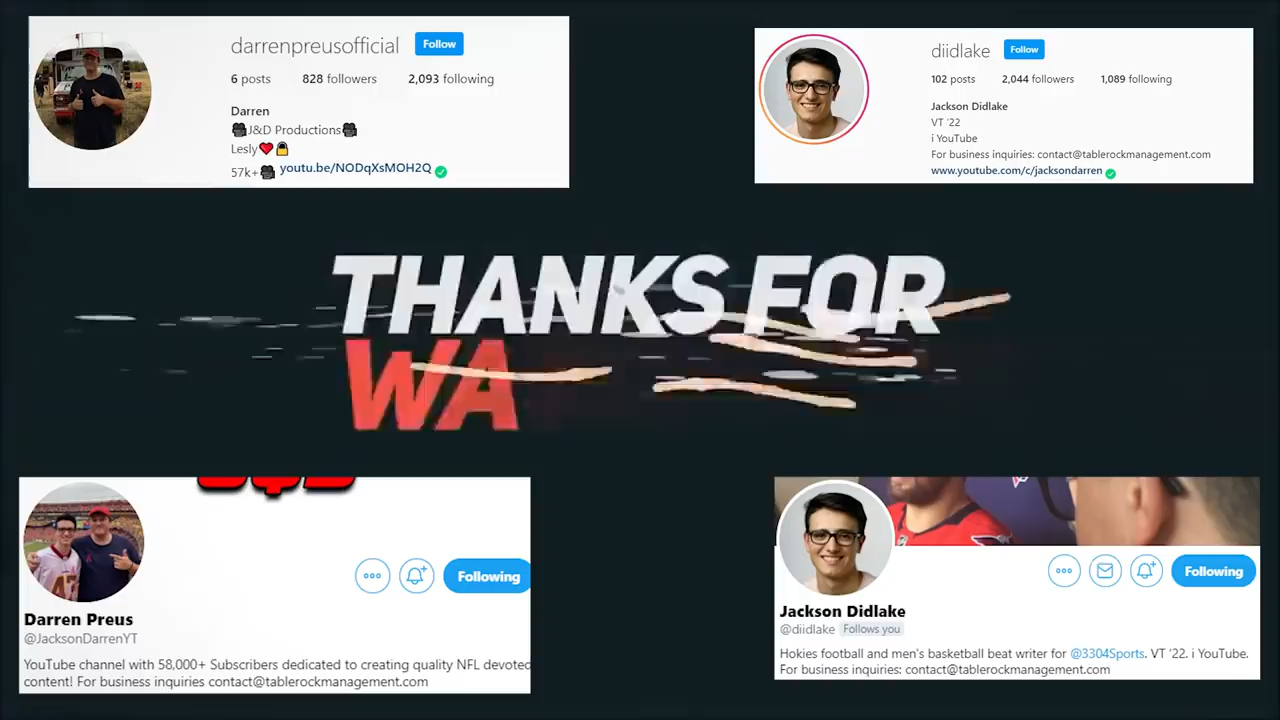 darrenpreusofficial Follow
6 posts 828 followers 2,093 following
Darren
🎥J&D Productions🎥
Lesly❤️🔒
57k+🎥 youtu.be/NODqXsMOH2Q
diidlake Follow
102 posts 2,044 followers 1,089 following
Jackson Didlake
VT '22
i YouTube
For business inquiries: contact@tablerockmanagement.com
www.youtube.com/c/jacksondarren
THANKS FOR
WA
Following
Darren Preus
@JacksonDarrenYT
YouTube channel with 58,000+ Subscribers dedicated to creating quality NFL devoted
content! For business inquiries contact@tablerockmanagement.com
Following
Jackson Didlake
@diidlake Follows you
Hokies football and men's basketball beat writer for @3304Sports. VT '22. i YouTube.
For business inquiries: contact@tablerockmanagement.com